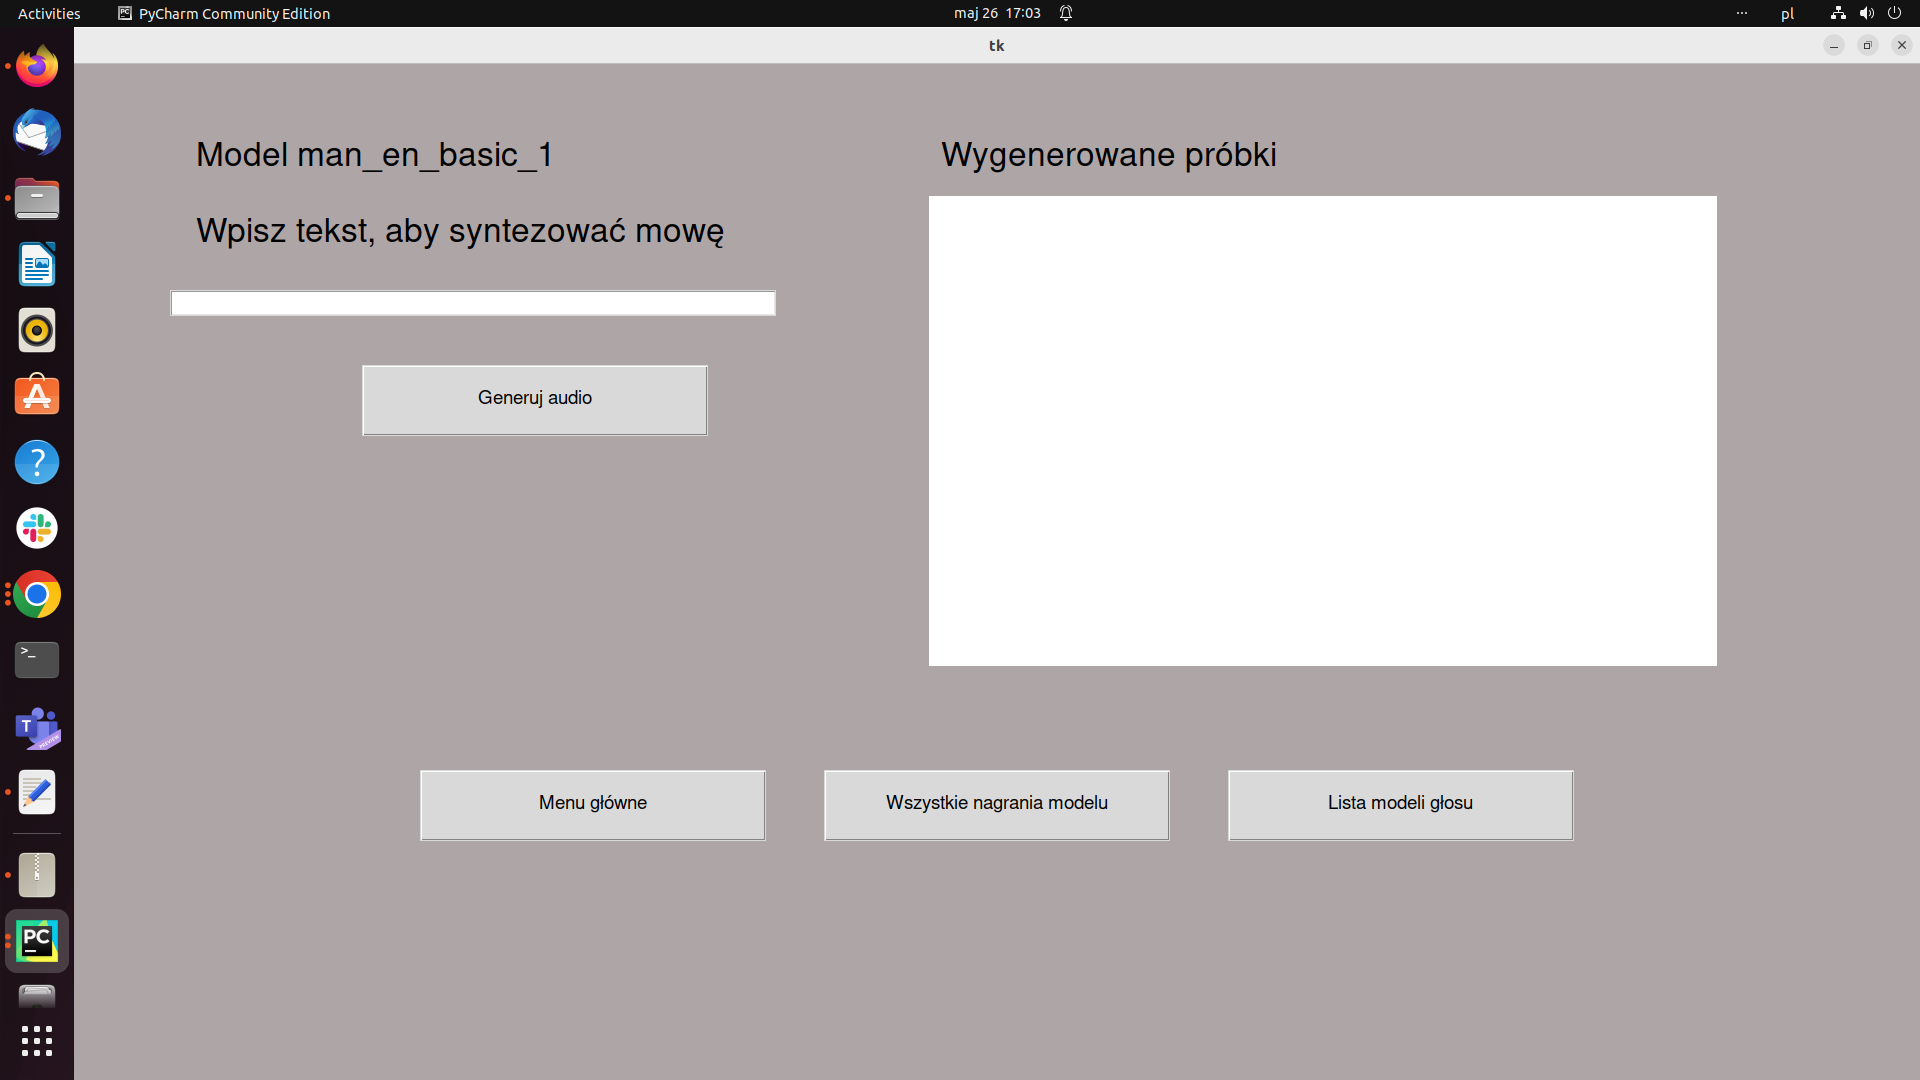 Activities
PyCharm Community Edition
maj 26 17:03
pl
tk
Model man_en_basic_1
Wpisz tekst, aby syntezować mowę
Generuj audio
Wygenerowane próbki
Menu główne
Wszystkie nagrania modelu
Lista modeli głosu